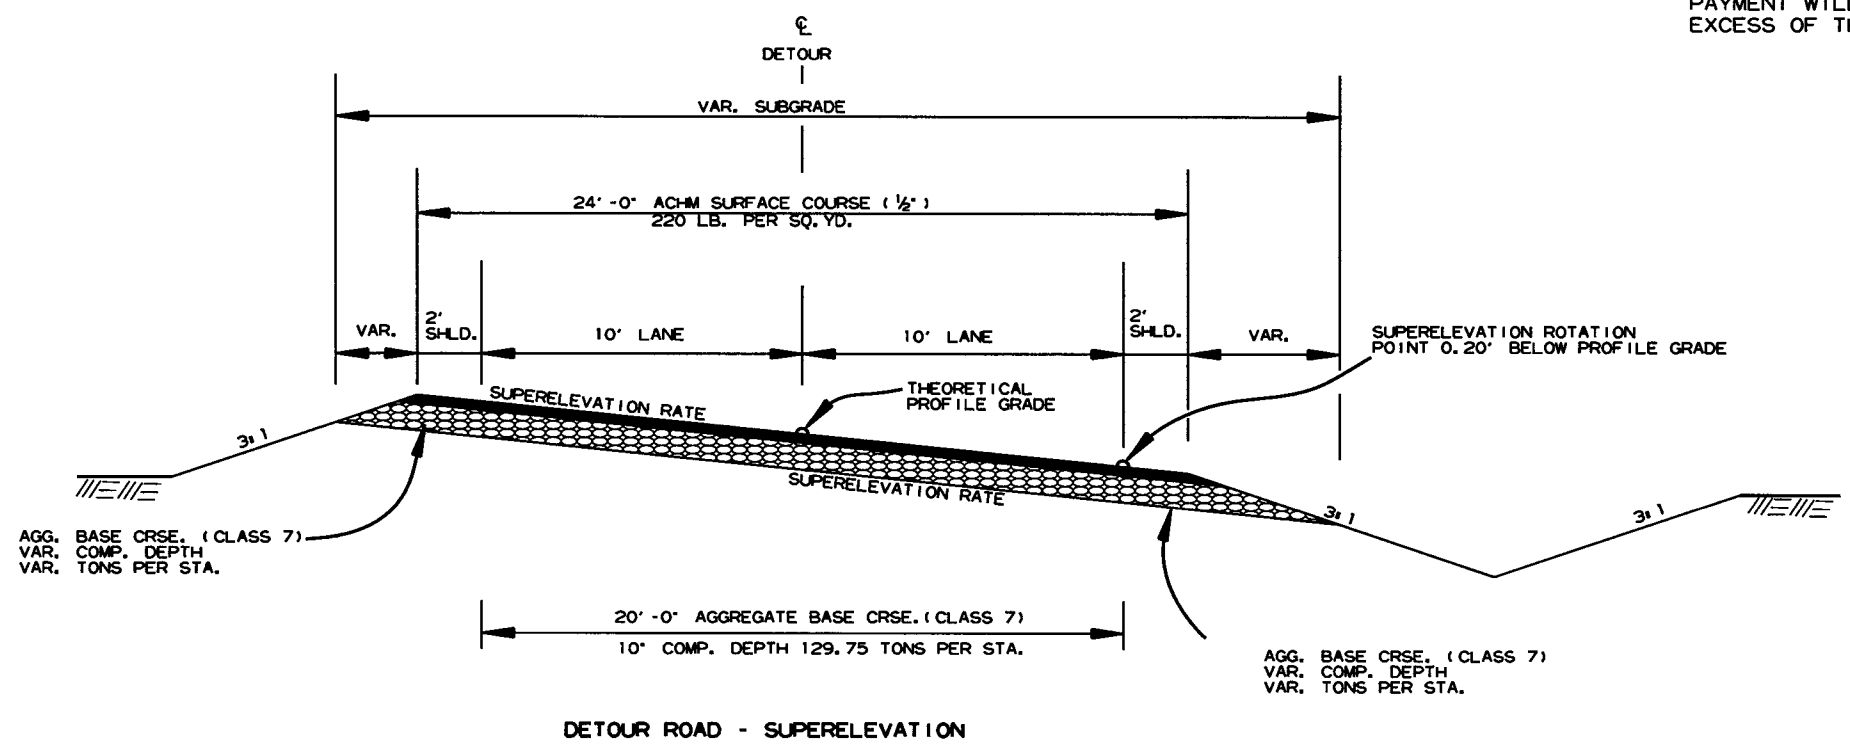 PAYMENT WILL
EXCESS OF
℄
DETOUR
VAR. SUBGRADE
24'-0" ACHM SURFACE COURSE (½")
220 LB. PER SQ.YD.
VAR.
2'
SHLD.
10' LANE
10' LANE
2'
SHLD.
VAR.
SUPERELEVATION ROTATION
POINT 0.20' BELOW PROFILE GRADE
SUPERELEVATION RATE
THEORETICAL
PROFILE GRADE
3:1
SUPERELEVATION RATE
3:1
3:1
AGG. BASE CRSE. (CLASS 7)
VAR. COMP. DEPTH
VAR. TONS PER STA.
20'-0" AGGREGATE BASE CRSE.(CLASS 7)
10" COMP. DEPTH 129.75 TONS PER STA.
AGG. BASE CRSE. (CLASS 7)
VAR. COMP. DEPTH
VAR. TONS PER STA.
DETOUR ROAD - SUPERELEVATION